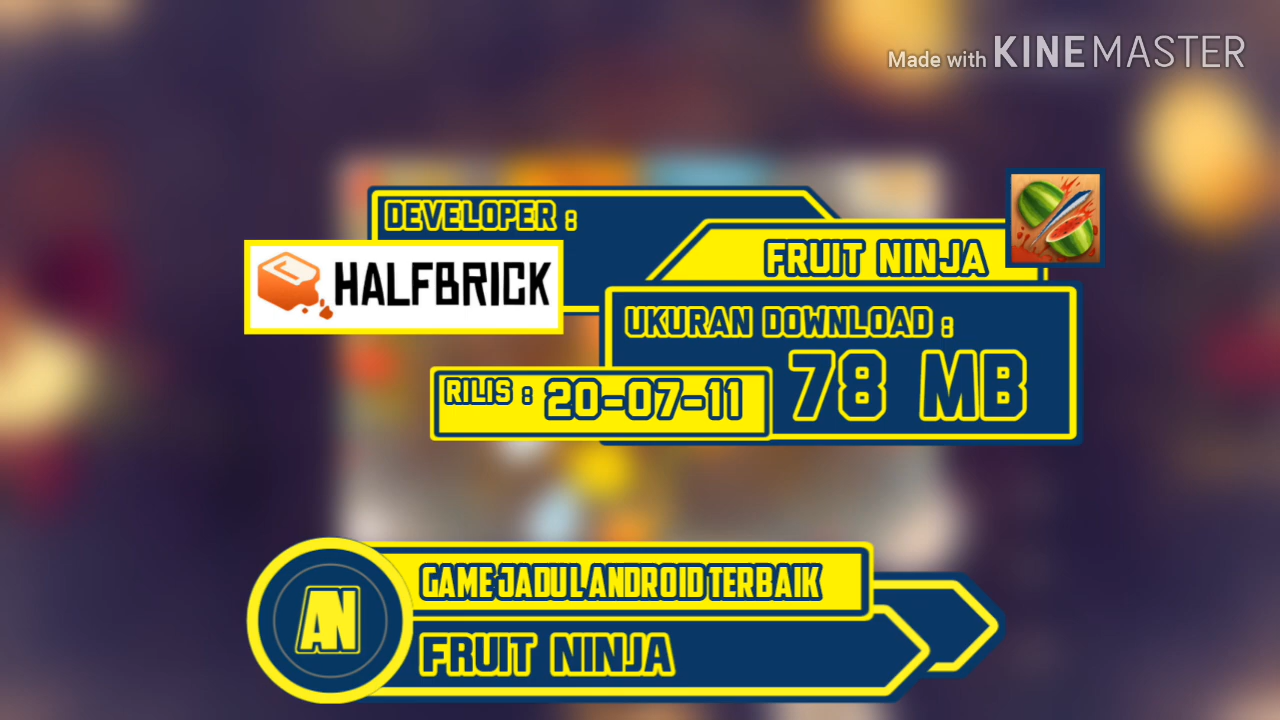 Made with KINEMASTER
DEVELOPER :
HALFBRICK
FRUIT NINJA
UKURAN DOWNLOAD :
78 MB
RILIS : 20-07-11
AN
GAME JADUL ANDROID TERBAIK
FRUIT NINJA